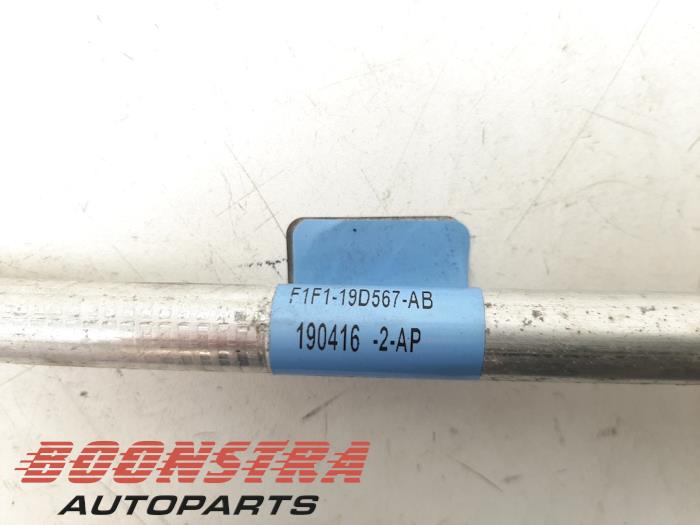 F1F1-19D567-AB
190416 -2-AP
BOONSTRA
AUTOPARTS